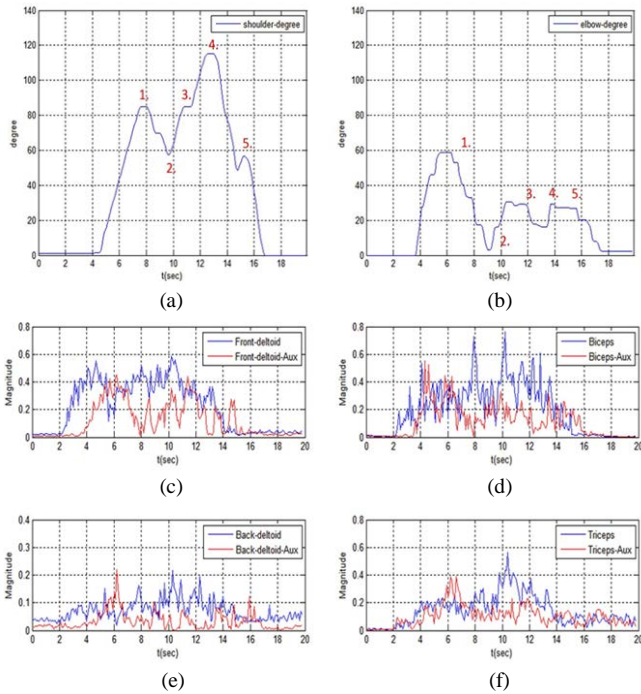 140
120
100
80
60
40
20
0
degree
shoulder-degree
1.
2.
3.
4.
5.
0 2 4 6 8 10 12 14 16 18
t(sec)
(a)
140
120
100
80
60
40
20
0
degree
elbow-degree
1.
2.
3.
4.
5.
0 2 4 6 8 10 12 14 16 18
t(sec)
(b)
0.8
0.6
0.4
0.2
0
Magnitude
Front-deltoid
Front-deltoid-Aux
0 2 4 6 8 10 12 14 16 18 20
t(sec)
(c)
0.8
0.6
0.4
0.2
0
Magnitude
Biceps
Biceps-Aux
0 2 4 6 8 10 12 14 16 18 20
t(sec)
(d)
0.4
0.3
0.2
0.1
0
Magnitude
Back-deltoid
Back-deltoid-Aux
0 2 4 6 8 10 12 14 16 18 20
t(sec)
(e)
0.8
0.6
0.4
0.2
0
Magnitude
Triceps
Triceps-Aux
0 2 4 6 8 10 12 14 16 18 20
t(sec)
(f)